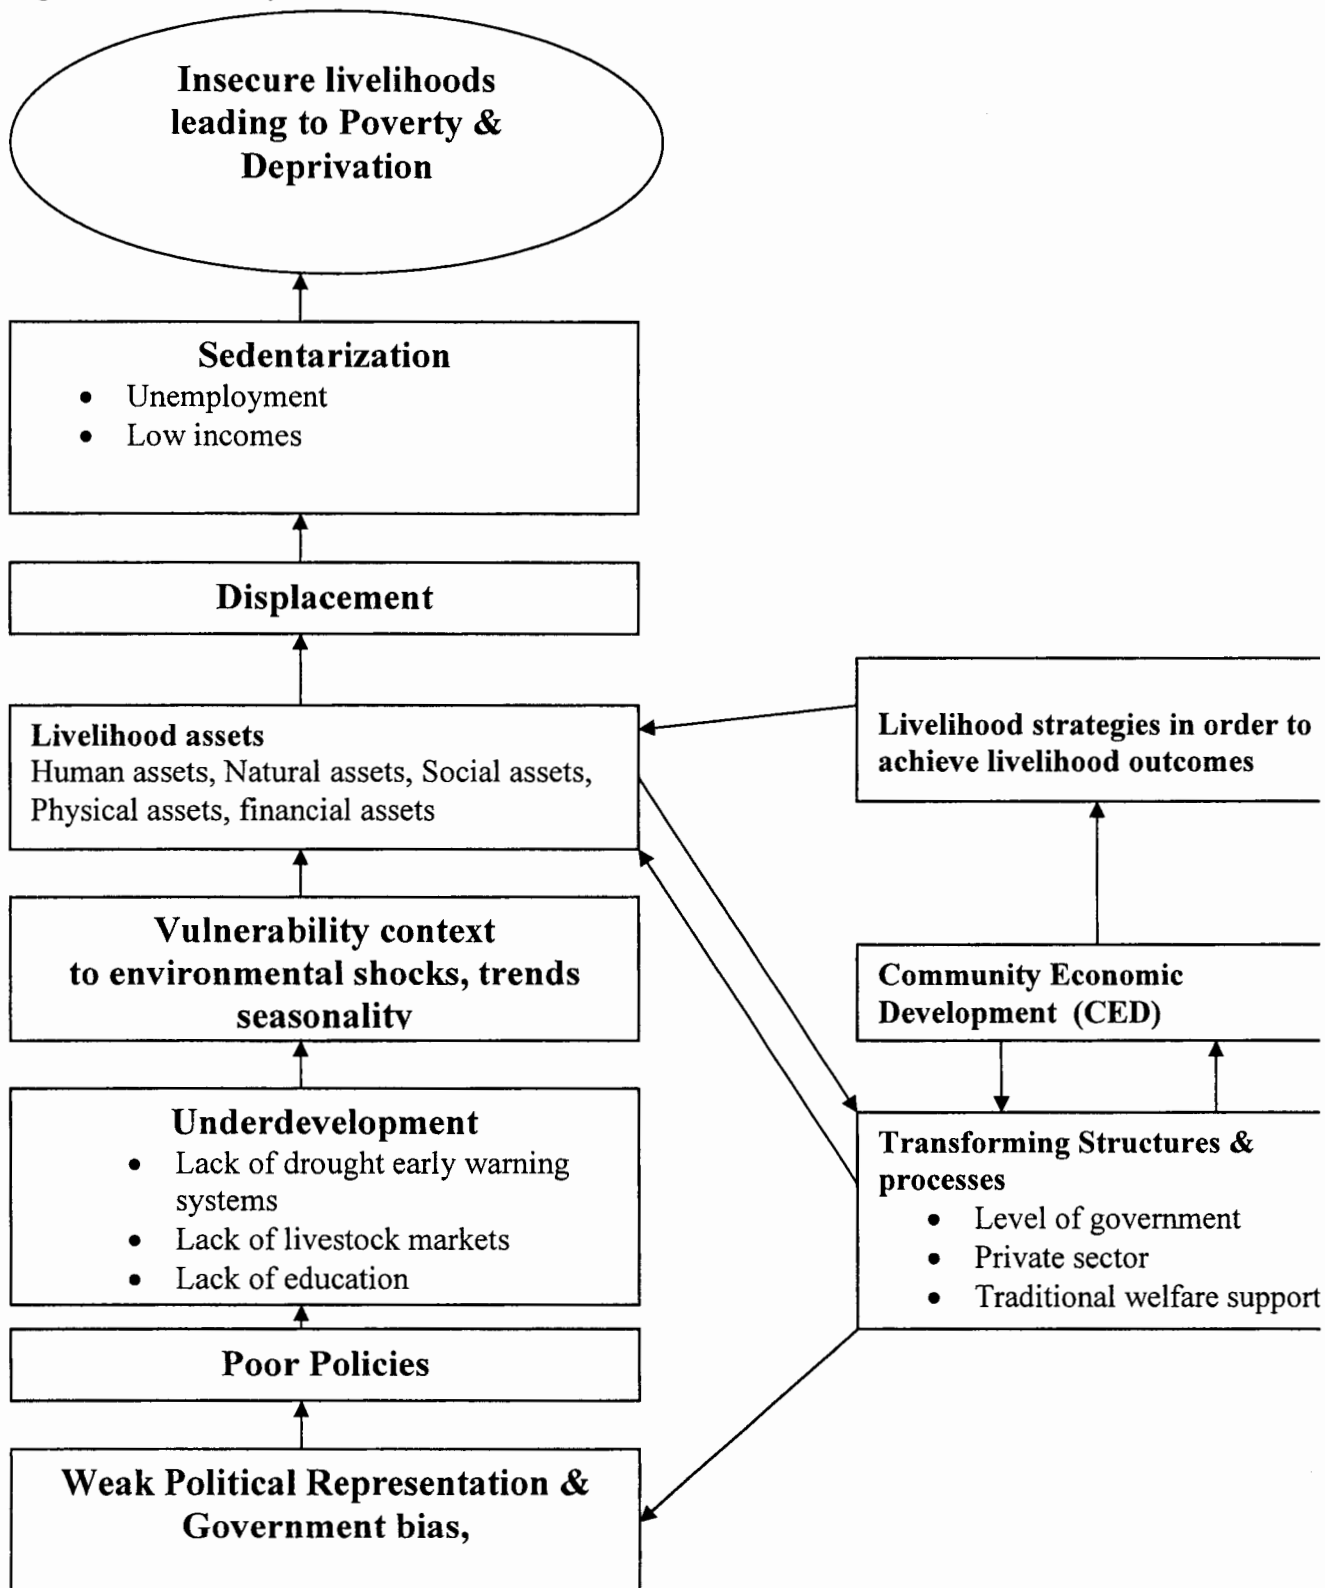 Insecure livelihoods
leading to Poverty &
Deprivation
Sedentarization
• Unemployment
• Low incomes
Displacement
Livelihood assets
Human assets, Natural assets, Social assets,
Physical assets, financial assets
Livelihood strategies in order to
achieve livelihood outcomes
Vulnerability context
to environmental shocks, trends
seasonality
Community Economic
Development (CED)
Underdevelopment
• Lack of drought early warning
systems
• Lack of livestock markets
• Lack of education
Transforming Structures &
processes
• Level of government
• Private sector
• Traditional welfare support
Poor Policies
Weak Political Representation &
Government bias,